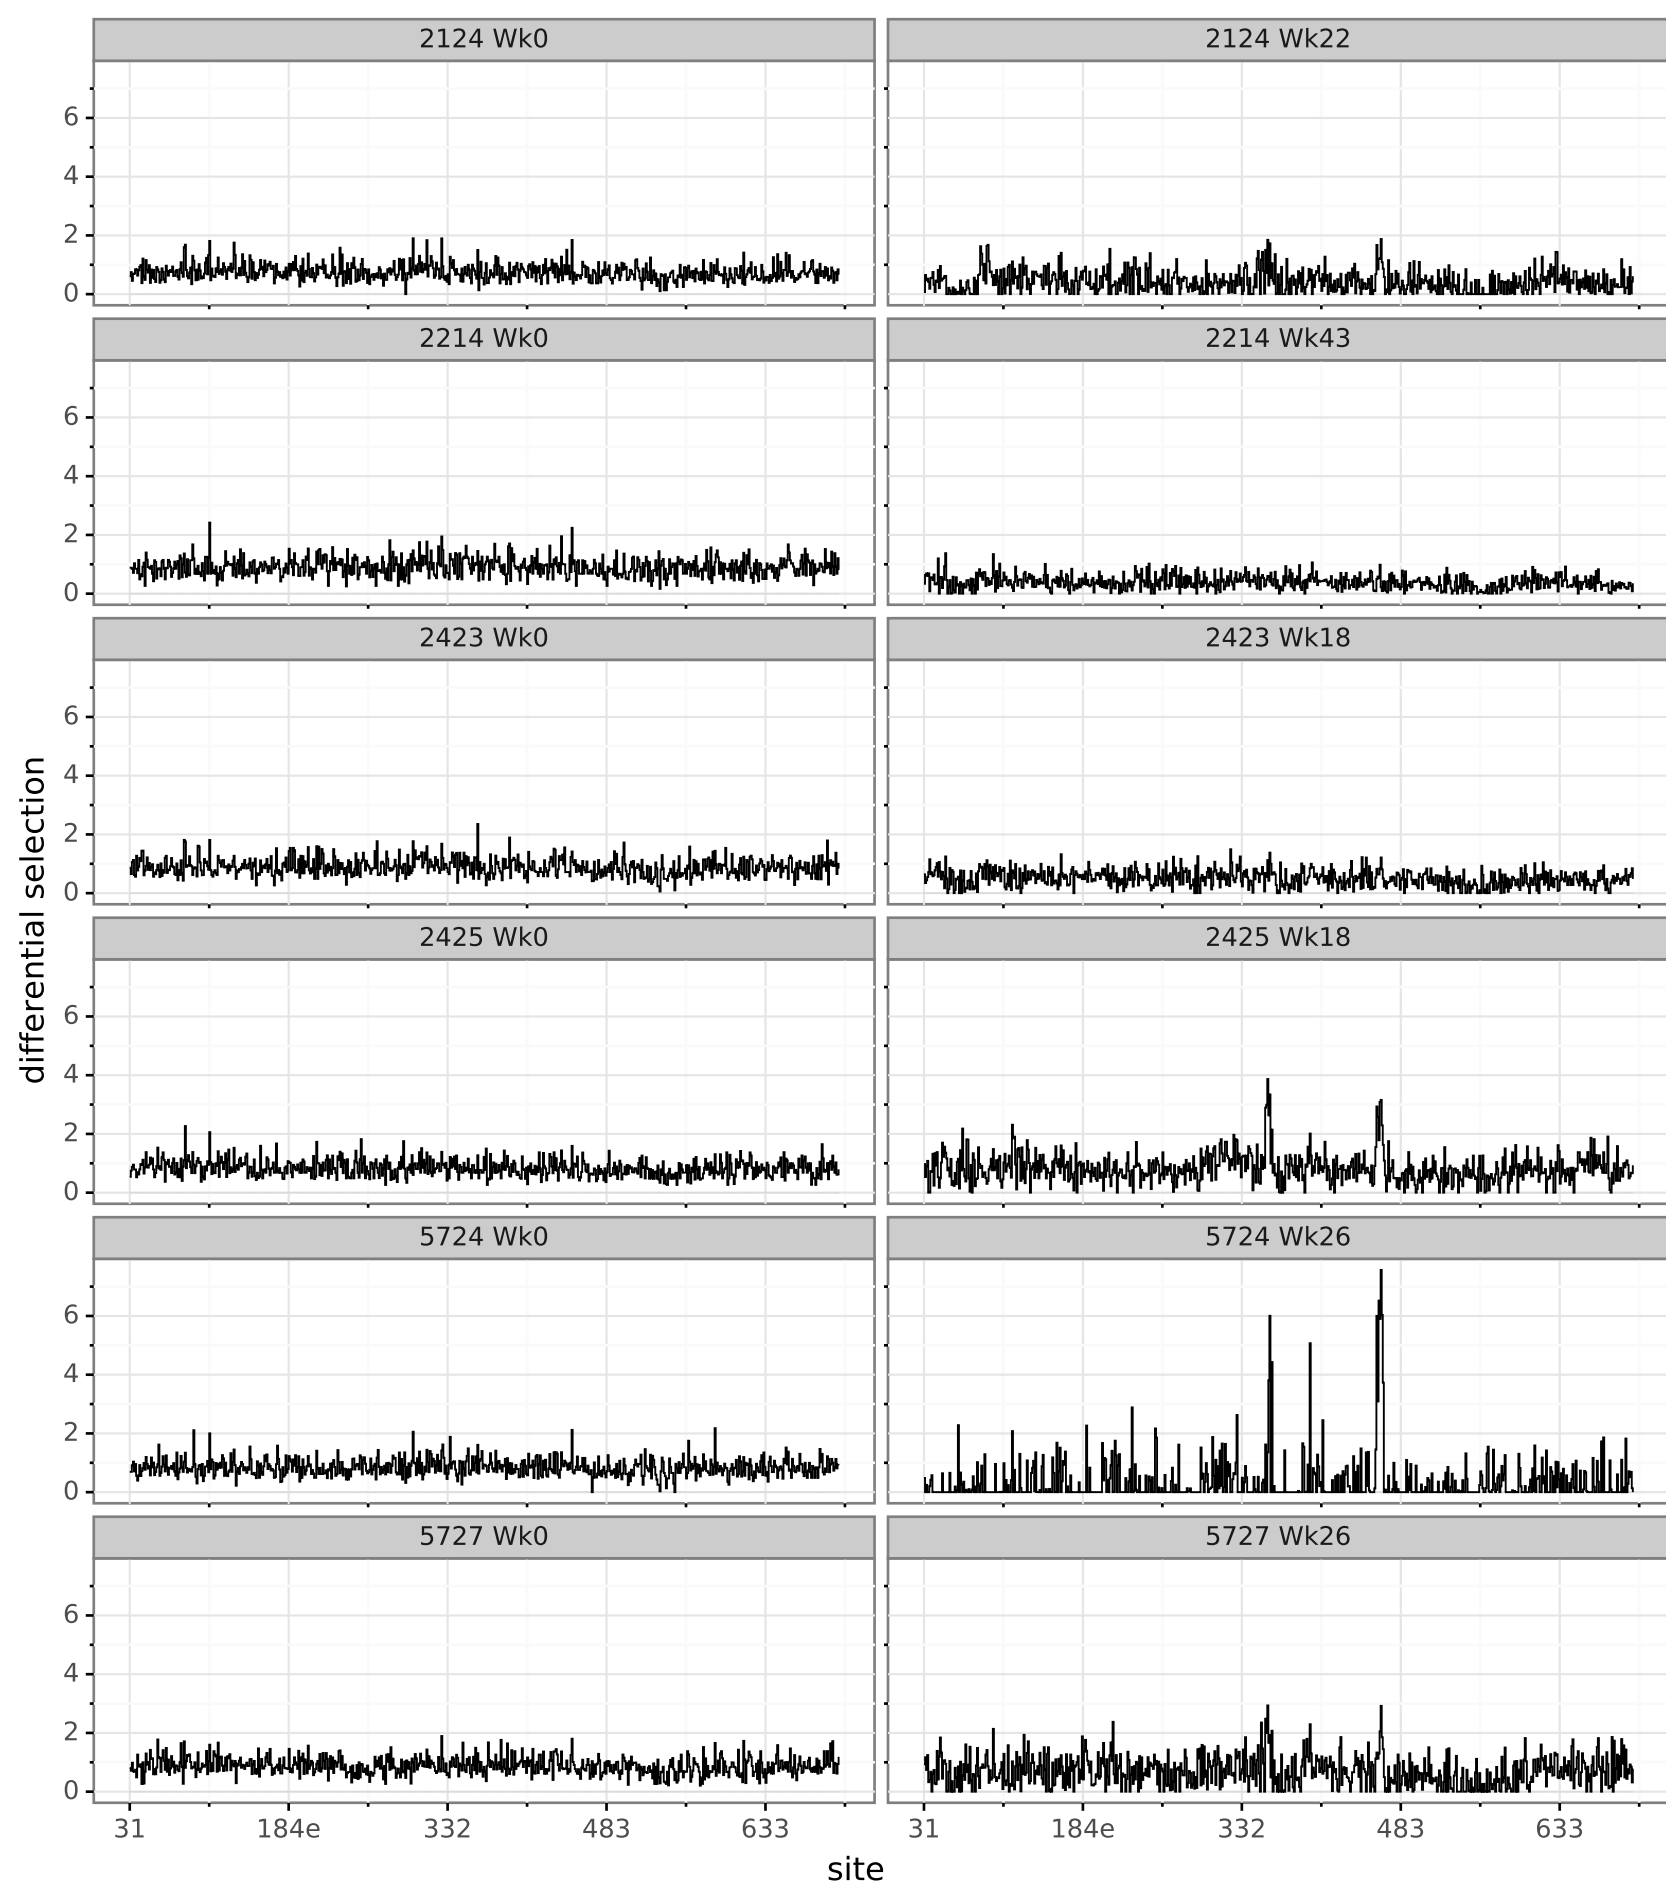 2124 Wk0
2124 Wk22
6
4
2
0
2214 Wk0
2214 Wk43
6
4
2
0
2423 Wk0
2423 Wk18
6
4
2
0
2425 Wk0
2425 Wk18
6
4
2
0
5724 Wk0
5724 Wk26
6
4
2
0
5727 Wk0
5727 Wk26
6
4
2
0
differential selection
31 184e 332 483 633
31 184e 332 483 633
site